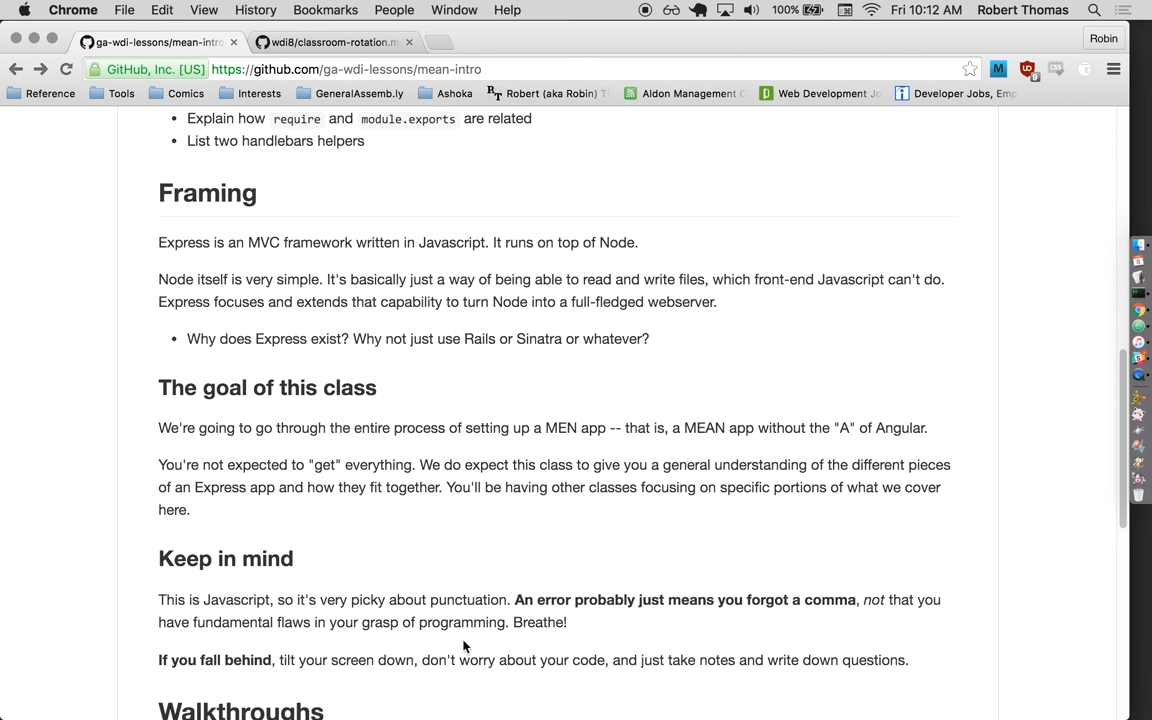 Chrome File Edit View History Bookmarks People Window Help 100% Fri 10:12 AM Robert Thomas
ga-wdi-lessons/mean-intro wdi8/classroom-rotation.m Robin
GitHub, Inc. [US] https://github.com/ga-wdi-lessons/mean-intro
Reference Tools Comics Interests GeneralAssemb.ly Ashoka Robert (aka Robin) T Aldon Management C Web Development Jo Developer Jobs, Emp
• Explain how require and module.exports are related
• List two handlebars helpers
Framing
Express is an MVC framework written in Javascript. It runs on top of Node.
Node itself is very simple. It's basically just a way of being able to read and write files, which front-end Javascript can't do.
Express focuses and extends that capability to turn Node into a full-fledged webserver.
• Why does Express exist? Why not just use Rails or Sinatra or whatever?
The goal of this class
We're going to go through the entire process of setting up a MEN app -- that is, a MEAN app without the "A" of Angular.
You're not expected to "get" everything. We do expect this class to give you a general understanding of the different pieces
of an Express app and how they fit together. You'll be having other classes focusing on specific portions of what we cover
here.
Keep in mind
This is Javascript, so it's very picky about punctuation. An error probably just means you forgot a comma, not that you
have fundamental flaws in your grasp of programming. Breathe!
If you fall behind, tilt your screen down, don't worry about your code, and just take notes and write down questions.
Walkthroughs